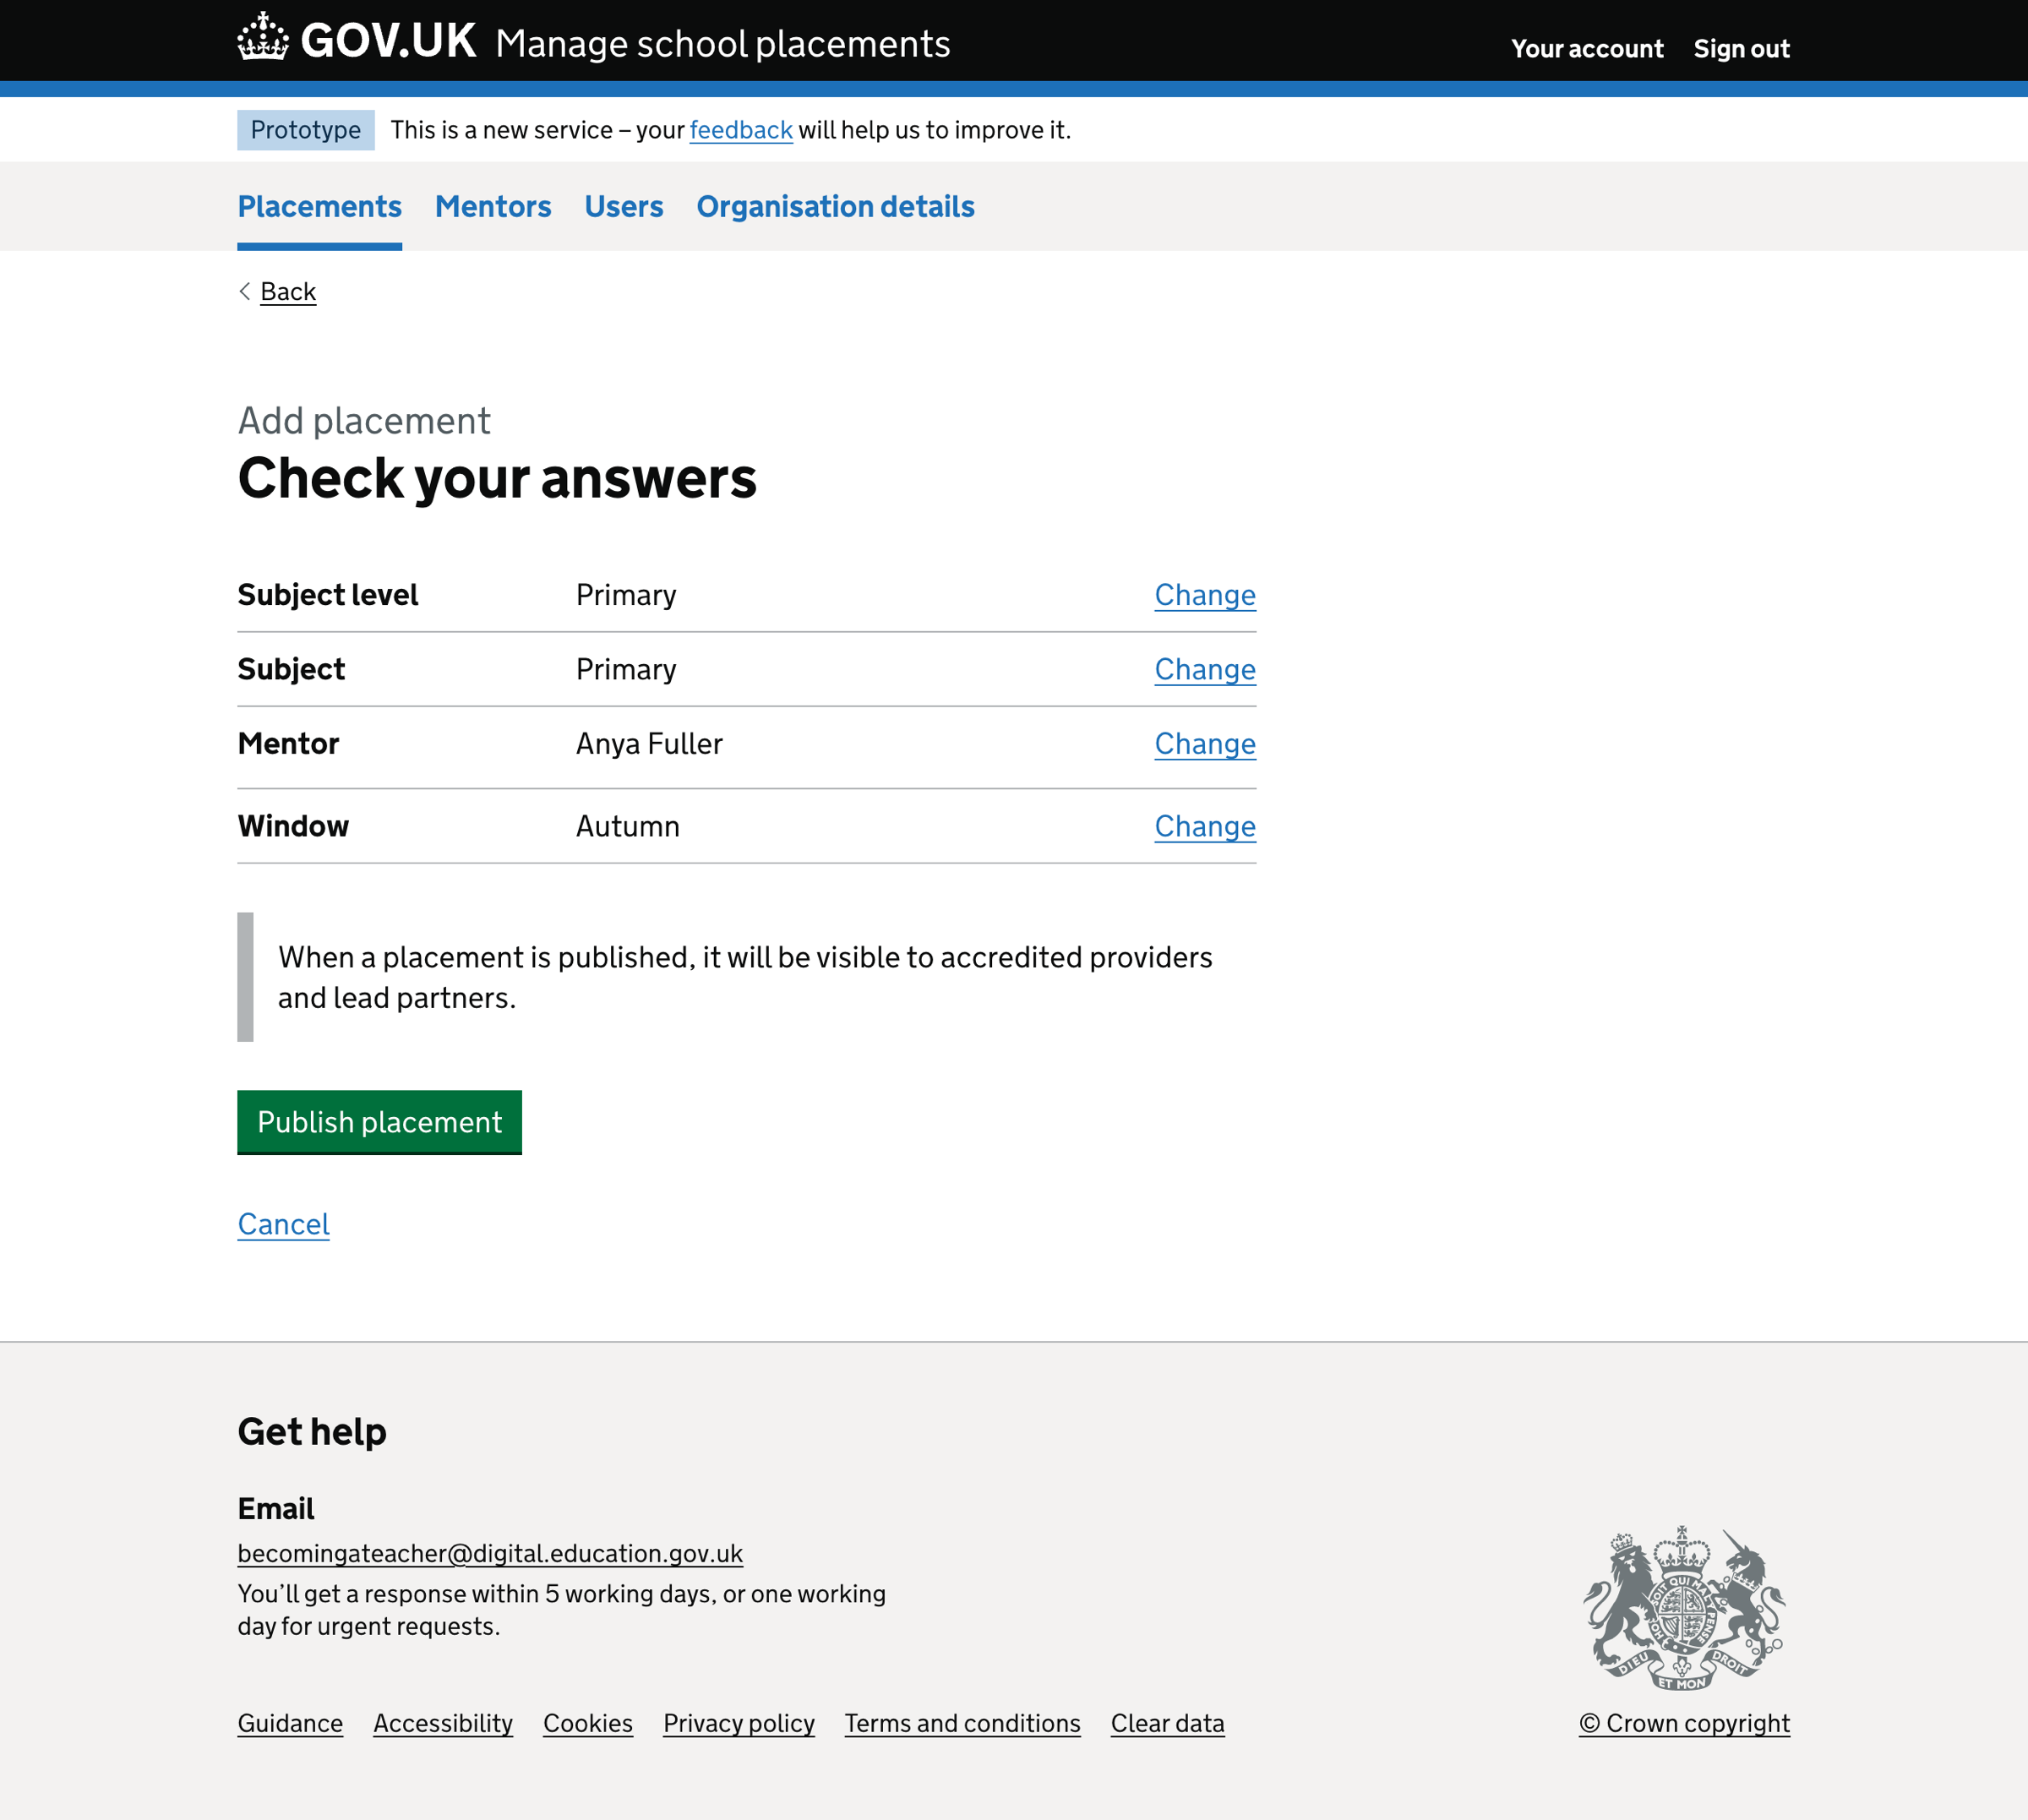 GOV.UK Manage school placements Your account Sign out
Prototype This is a new service – your feedback will help us to improve it.
Placements Mentors Users Organisation details
Back
Add placement
Check your answers
Subject level Primary Change
Subject Primary Change
Mentor Anya Fuller Change
Window Autumn Change
When a placement is published, it will be visible to accredited providers
and lead partners.
Publish placement
Cancel
Get help
Email
becomingateacher@digital.education.gov.uk
You’ll get a response within 5 working days, or one working
day for urgent requests.
DIEU ET MON DROIT
Guidance Accessibility Cookies Privacy policy Terms and conditions Clear data © Crown copyright